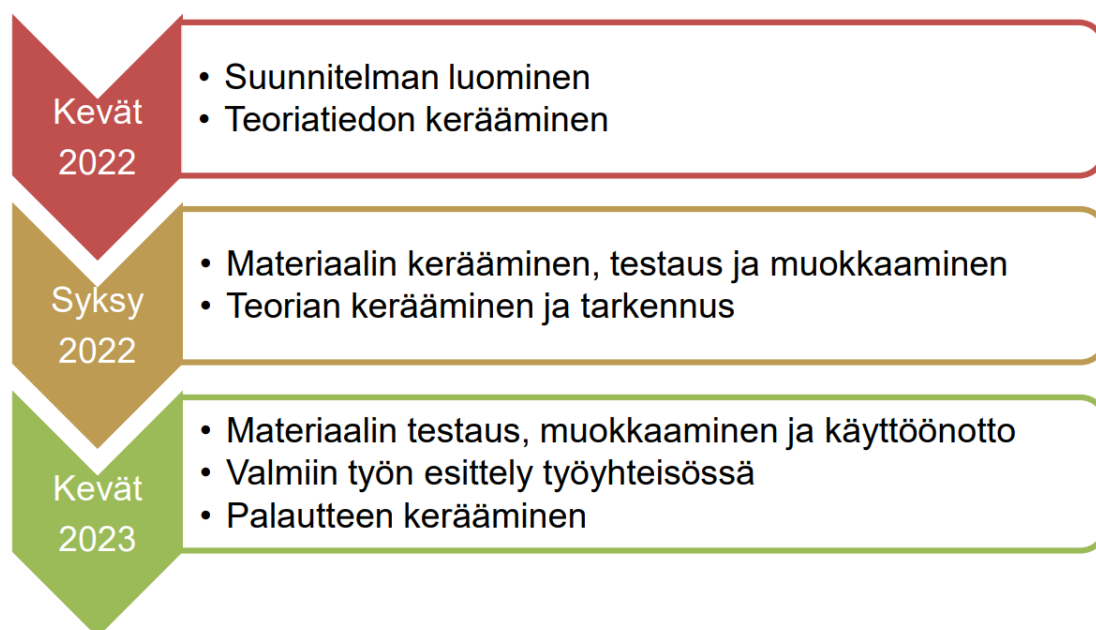 Kevät
2022
• Suunnitelman luominen
• Teoriatiedon kerääminen
Syksy
2022
• Materiaalin kerääminen, testaus ja muokkaaminen
• Teorian kerääminen ja tarkennus
Kevät
2023
• Materiaalin testaus, muokkaaminen ja käyttöönotto
• Valmiin työn esittely työyhteisössä
• Palautteen kerääminen